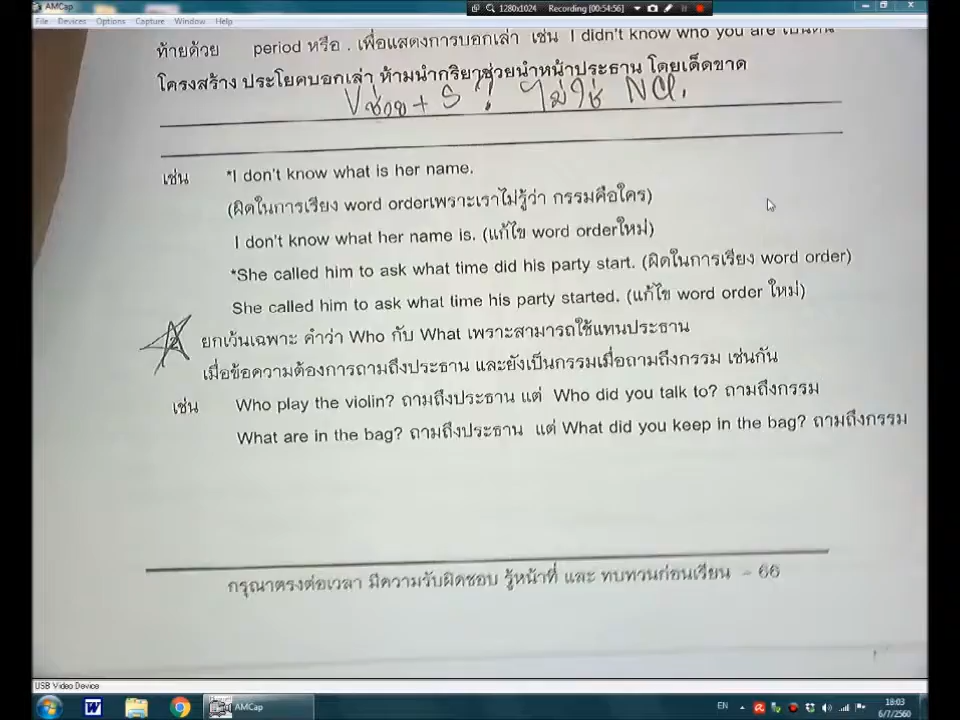 AMCap
1280x1024 Recording [0:54:56]
File Devices Options Capture Window Help
ท้ายด้วย period หรือ . เพื่อแสดงการบอกเล่า เช่น I didn't know who you are เป็นต้น
โครงสร้าง ประโยคบอกเล่า ห้ามนำกริยาช่วยนำหน้าประธาน โดยเด็ดขาด
Vช่วย + S ? ไม่ใช่ NCl.
เช่น *I don't know what is her name.
(ผิดในการเรียง word orderเพราะเราไม่รู้ว่า กรรมคือใคร)
I don't know what her name is. (แก้ไข word orderใหม่)
*She called him to ask what time did his party start. (ผิดในการเรียง word order)
She called him to ask what time his party started. (แก้ไข word order ใหม่)
ยกเว้นเฉพาะ คำว่า Who กับ What เพราะสามารถใช้แทนประธาน
เมื่อข้อความต้องการถามถึงประธาน และยังเป็นกรรมเมื่อถามถึงกรรม เช่นกัน
เช่น Who play the violin? ถามถึงประธาน แต่ Who did you talk to? ถามถึงกรรม
What are in the bag? ถามถึงประธาน แต่ What did you keep in the bag? ถามถึงกรรม
กรุณาตรงต่อเวลา มีความรับผิดชอบ รู้หน้าที่ และ ทบทวนก่อนเรียน - 66
USB Video Device
AMCap
EN
18:03
6/7/2560